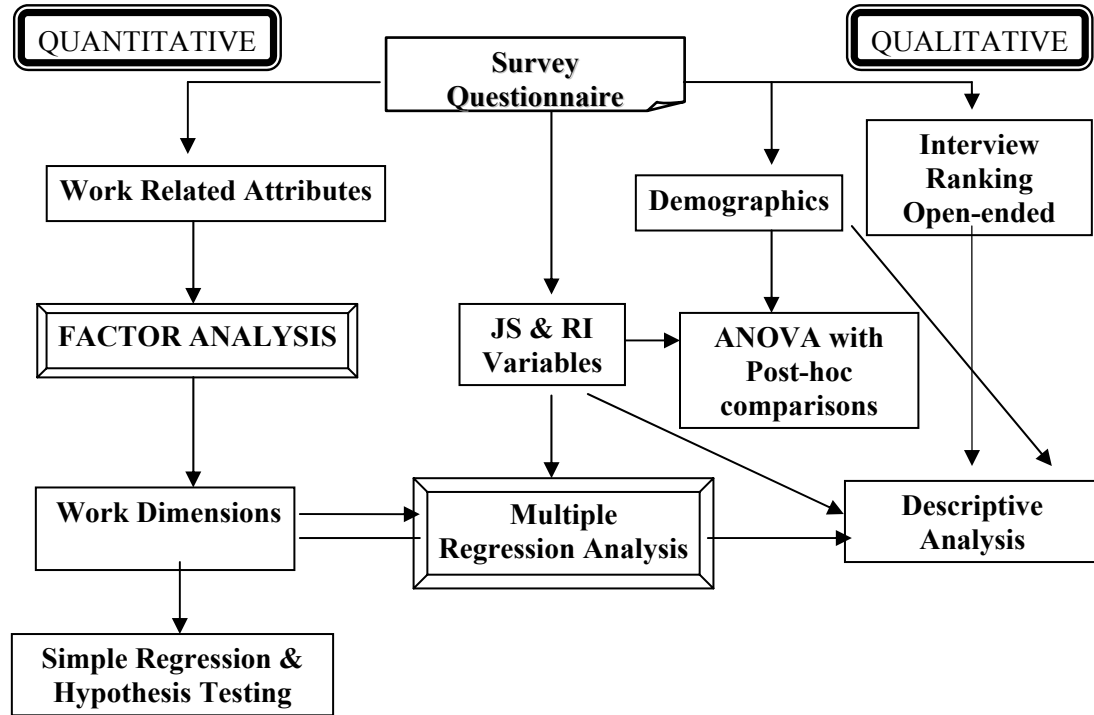 QUANTITATIVE
QUALITATIVE
Survey
Questionnaire
Work Related Attributes
Demographics
Interview
Ranking
Open-ended
FACTOR ANALYSIS
JS & RI
Variables
ANOVA with
Post-hoc
comparisons
Work Dimensions
Multiple
Regression Analysis
Descriptive
Analysis
Simple Regression &
Hypothesis Testing